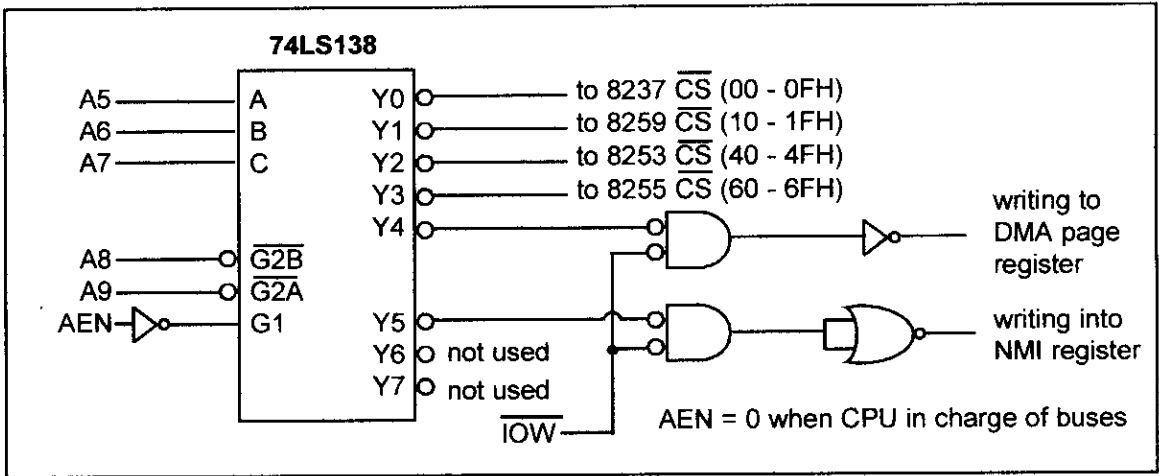 74LS138
A5
A
Y0
to 8237 CS (00 - 0FH)
A6
B
Y1
to 8259 CS (10 - 1FH)
A7
C
Y2
to 8253 CS (40 - 4FH)
Y3
to 8255 CS (60 - 6FH)
Y4
writing to
DMA page
register
A8
G2B
A9
G2A
AEN
G1
Y5
writing into
NMI register
Y6
not used
Y7
not used
IOW
AEN = 0 when CPU in charge of buses